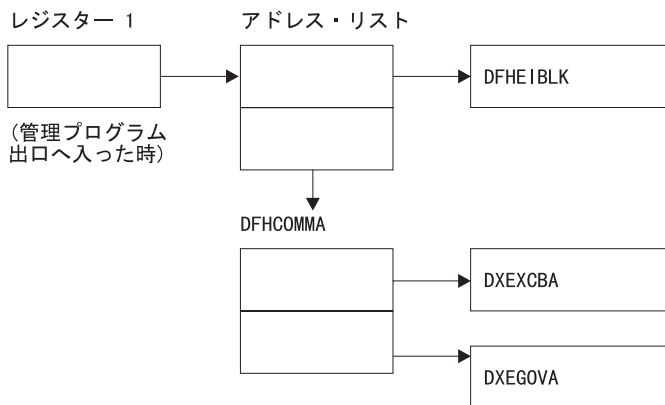 レジスター 1
アドレス・リスト
DFHEIBLK
(管理プログラム
出口へ入った時)
DFHCOMMA
DXEXCBA
DXEGOVA